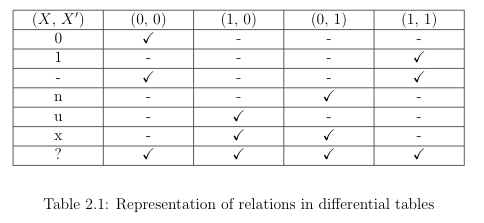 (X, X′) (0, 0) (1, 0) (0, 1) (1, 1)
0 ✓ - - -
1 - - - ✓
- ✓ - - ✓
n - - ✓ -
u - ✓ - -
x - ✓ ✓ -
? ✓ ✓ ✓ ✓
Table 2.1: Representation of relations in differential tables